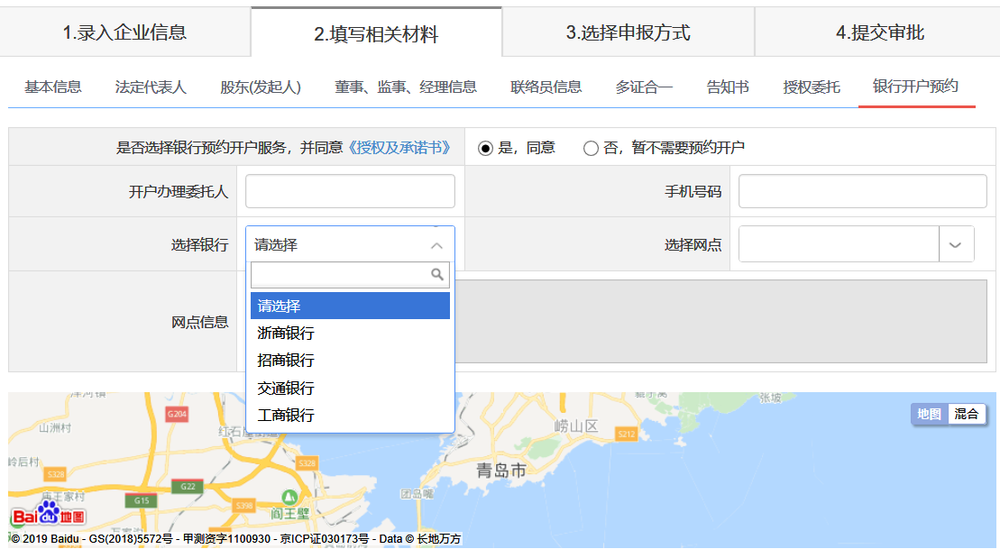 1.录入企业信息 2.填写相关材料 3.选择申报方式 4.提交审批
基本信息 法定代表人 股东(发起人) 董事、监事、经理信息 联络员信息 多证合一 告知书 授权委托 银行开户预约
是否选择银行预约开户服务，并同意《授权及承诺书》 是，同意 否，暂不需要预约开户
开户办理委托人 手机号码
选择银行 请选择 选择网点
请选择
浙商银行
网点信息
招商银行
交通银行
工商银行
地图 混合
G204
山洲村
崂山区
S212
张坡
岭后村
S328
S328
青岛市
G22
G15
团岛嘴
S398
阎王壁
Bai 地图
© 2019 Baidu - GS(2018)5572号 - 甲测资字1100930 - 京ICP证030173号 - Data © 长地万方